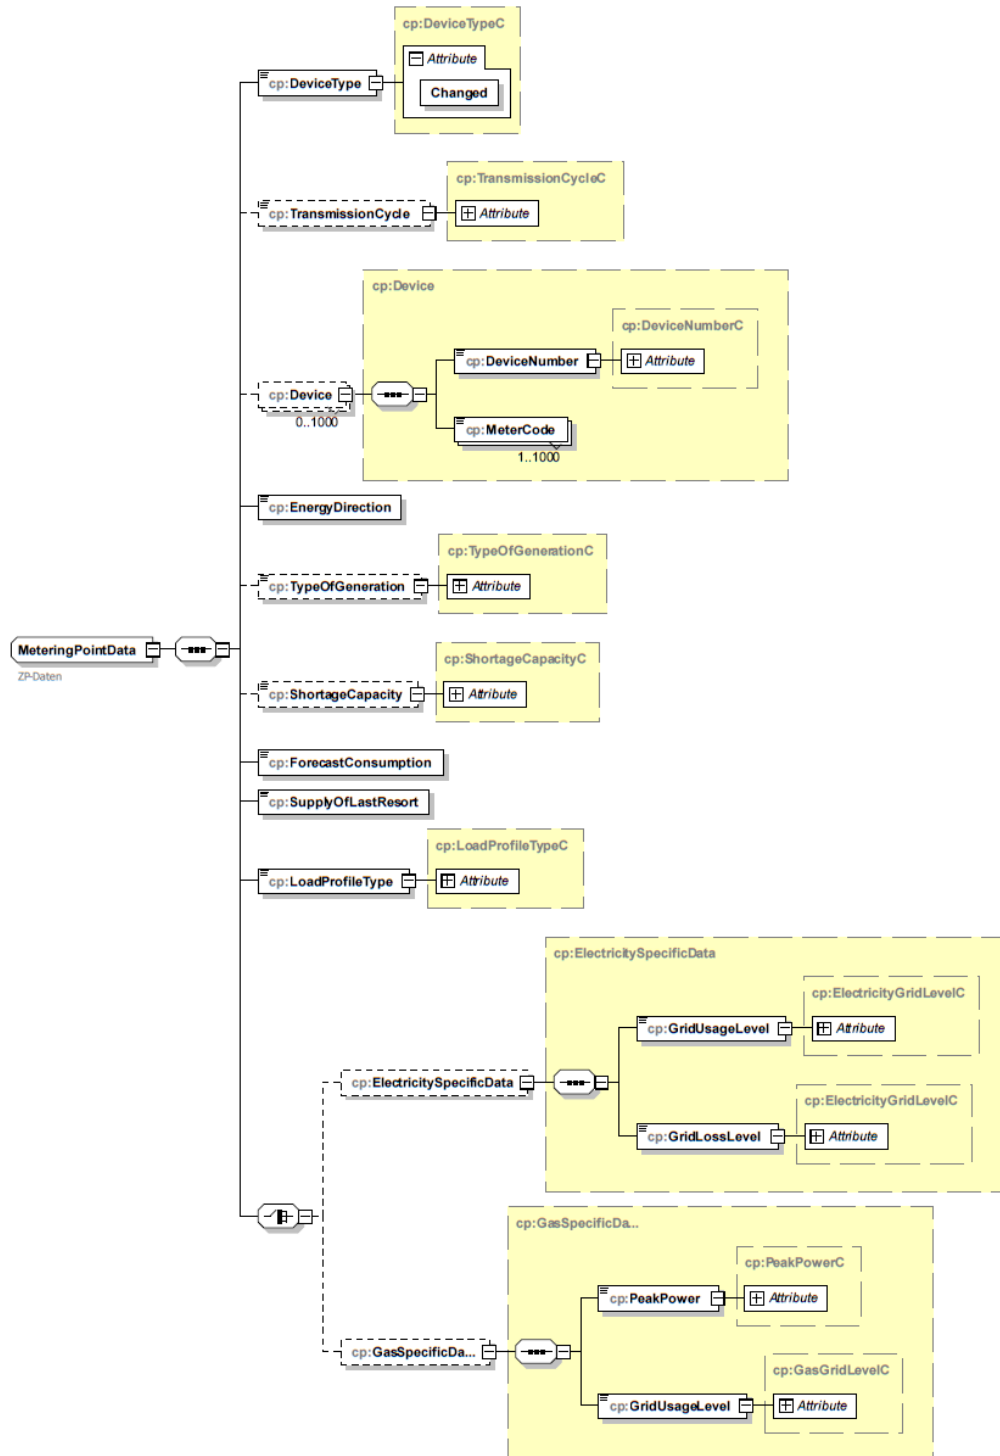 cp:DeviceTypeC
Attribute
cp:DeviceType
Changed
cp:TransmissionCycleC
cp:TransmissionCycle
Attribute
cp:Device
cp:DeviceNumberC
cp:DeviceNumber
Attribute
cp:Device
0..1000
cp:MeterCode
1..1000
cp:EnergyDirection
cp:TypeOfGenerationC
cp:TypeOfGeneration
Attribute
MeteringPointData
ZP-Daten
cp:ShortageCapacityC
cp:ShortageCapacity
Attribute
cp:ForecastConsumption
cp:SupplyOfLastResort
cp:LoadProfileTypeC
cp:LoadProfileType
Attribute
cp:ElectricitySpecificData
cp:ElectricityGridLevelC
cp:GridUsageLevel
Attribute
cp:ElectricitySpecificData
cp:ElectricityGridLevelC
cp:GridLossLevel
Attribute
cp:GasSpecificDa...
cp:PeakPowerC
cp:PeakPower
Attribute
cp:GasSpecificDa...
cp:GasGridLevelC
cp:GridUsageLevel
Attribute